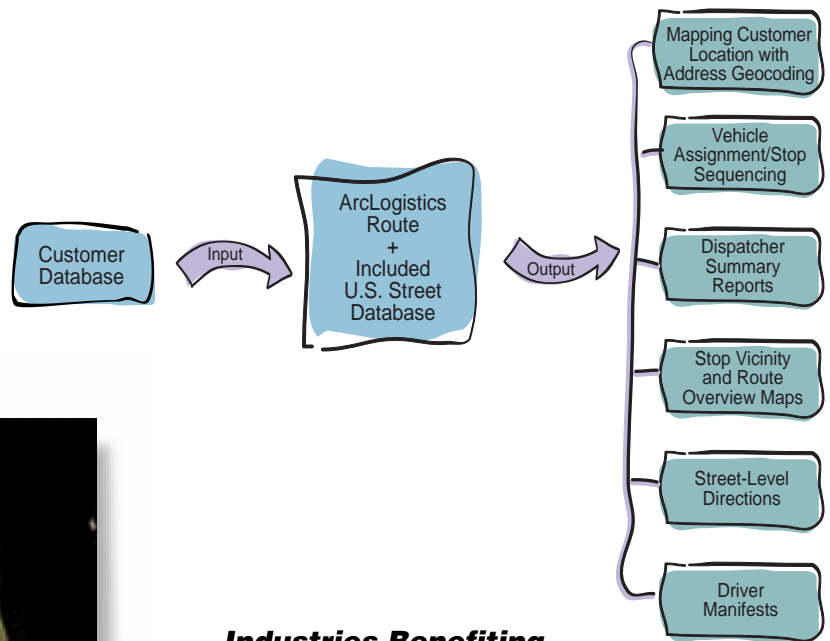 Customer
Database
Input
ArcLogistics
Route
+
Included
U.S. Street
Database
Output
Mapping Customer
Location with
Address Geocoding
Vehicle
Assignment/Stop
Sequencing
Dispatcher
Summary
Reports
Stop Vicinity
and Route
Overview Maps
Street-Level
Directions
Driver
Manifests
Industries Benefiting